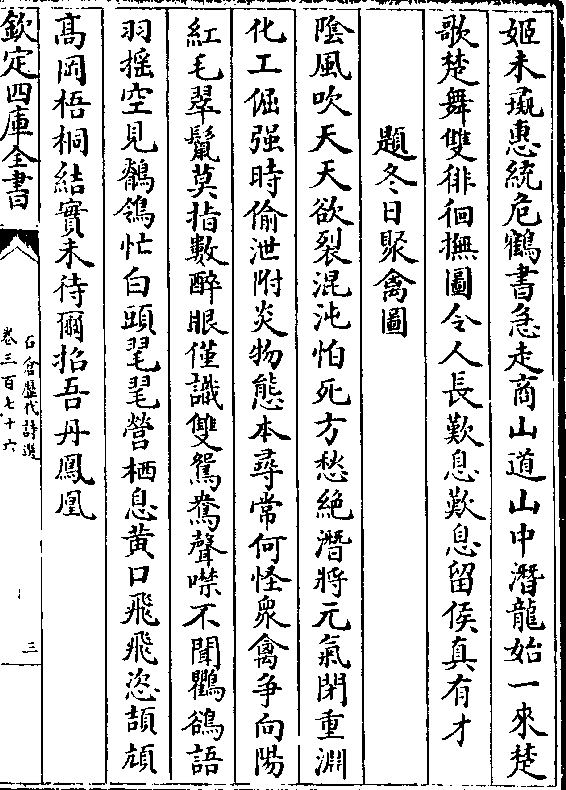 姬未亂惠統危鶴書急走商山道山中潛龍始一來楚
歌楚舞雙徘徊撫圖令人長歎息歎息留侯真有才
題冬日聚禽圖
陰風吹天天欲裂混沌怕死方愁絕潛將元氣閉重淵
化工倔强時偷泄附炎物態本尋常何怪衆禽爭向陽
紅毛翠鬛莫指數醉眼僅識雙鴛鴦聲噤不聞鸜鵒語
羽摇空見鶺鴒忙白頭毣毣營栖息黄口飛飛恣頡頏
髙岡梧桐結實未待爾招吾丹鳳凰
欽定四庫全書
石倉歷代詩選
卷三百七十六
三